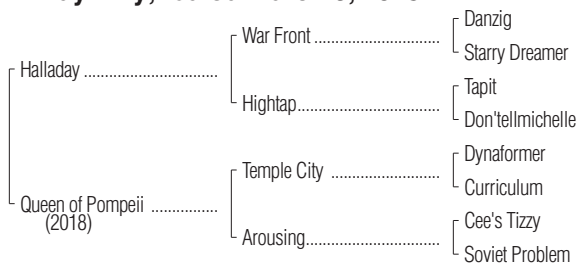 Danzig
War Front ..............................
Starry Dreamer
Halladay ................................
Tapit
Hightap..................................
Don'tellmichelle
Dynaformer
Temple City ..........................
Curriculum
Queen of Pompeii ................
(2018)
Cee's Tizzy
Arousing................................
Soviet Problem